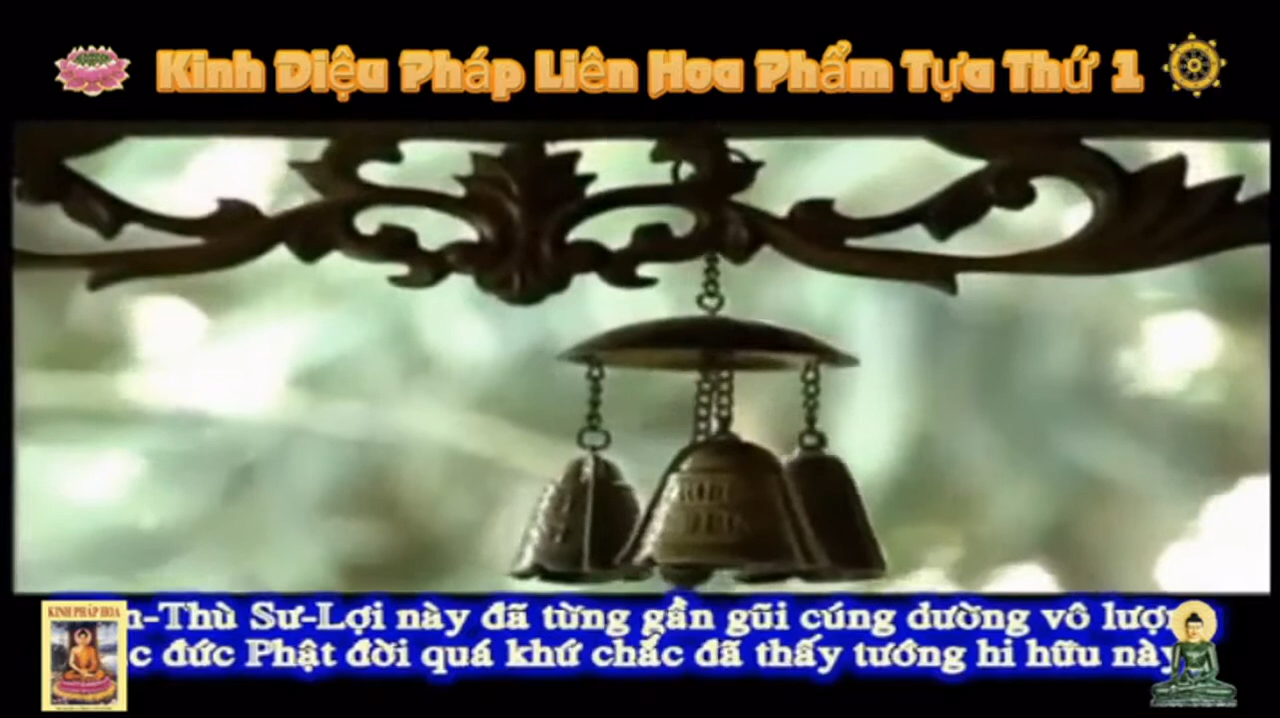 Kinh Diệu Pháp Liên Hoa Phẩm Tựa Thứ 1
n-Thù Sư-Lợi này đã từng gần gũi cúng dường vô lượn
c đức Phật đời quá khứ chắc đã thấy tướng hi hữu này
KINH PHÁP HOA